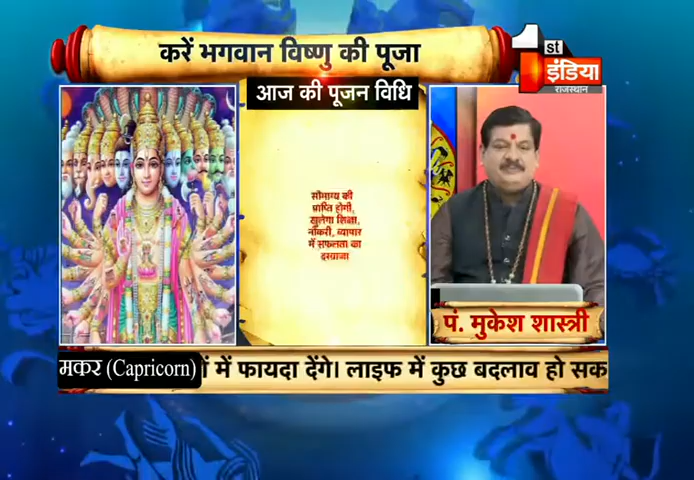 करें भगवान विष्णु की पूजा
1st
इंडिया
राजस्थान
आज की पूजन विधि
सौभाग्य की
प्राप्ति होगी,
खुलेगा शिक्षा,
नौकरी, व्यापार
में सफलता का
दरवाजा
पं. मुकेश शास्त्री
मकर (Capricorn) में फायदा देंगे। लाइफ में कुछ बदलाव हो सक